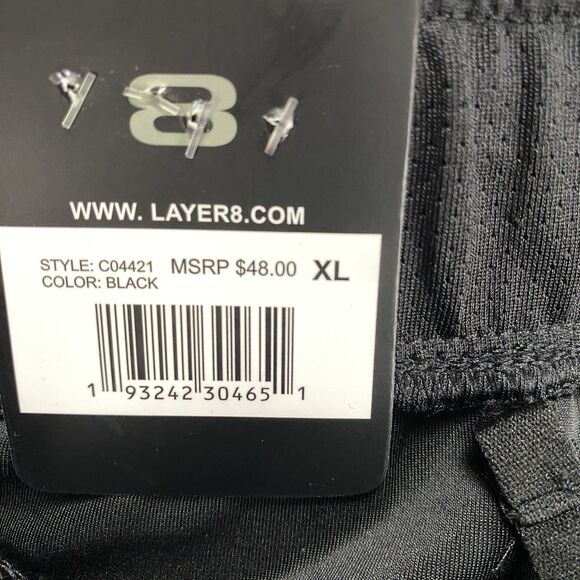 8
WWW. LAYER8.COM
STYLE: C04421 MSRP $48.00 XL
COLOR: BLACK
1 93242 30465 1